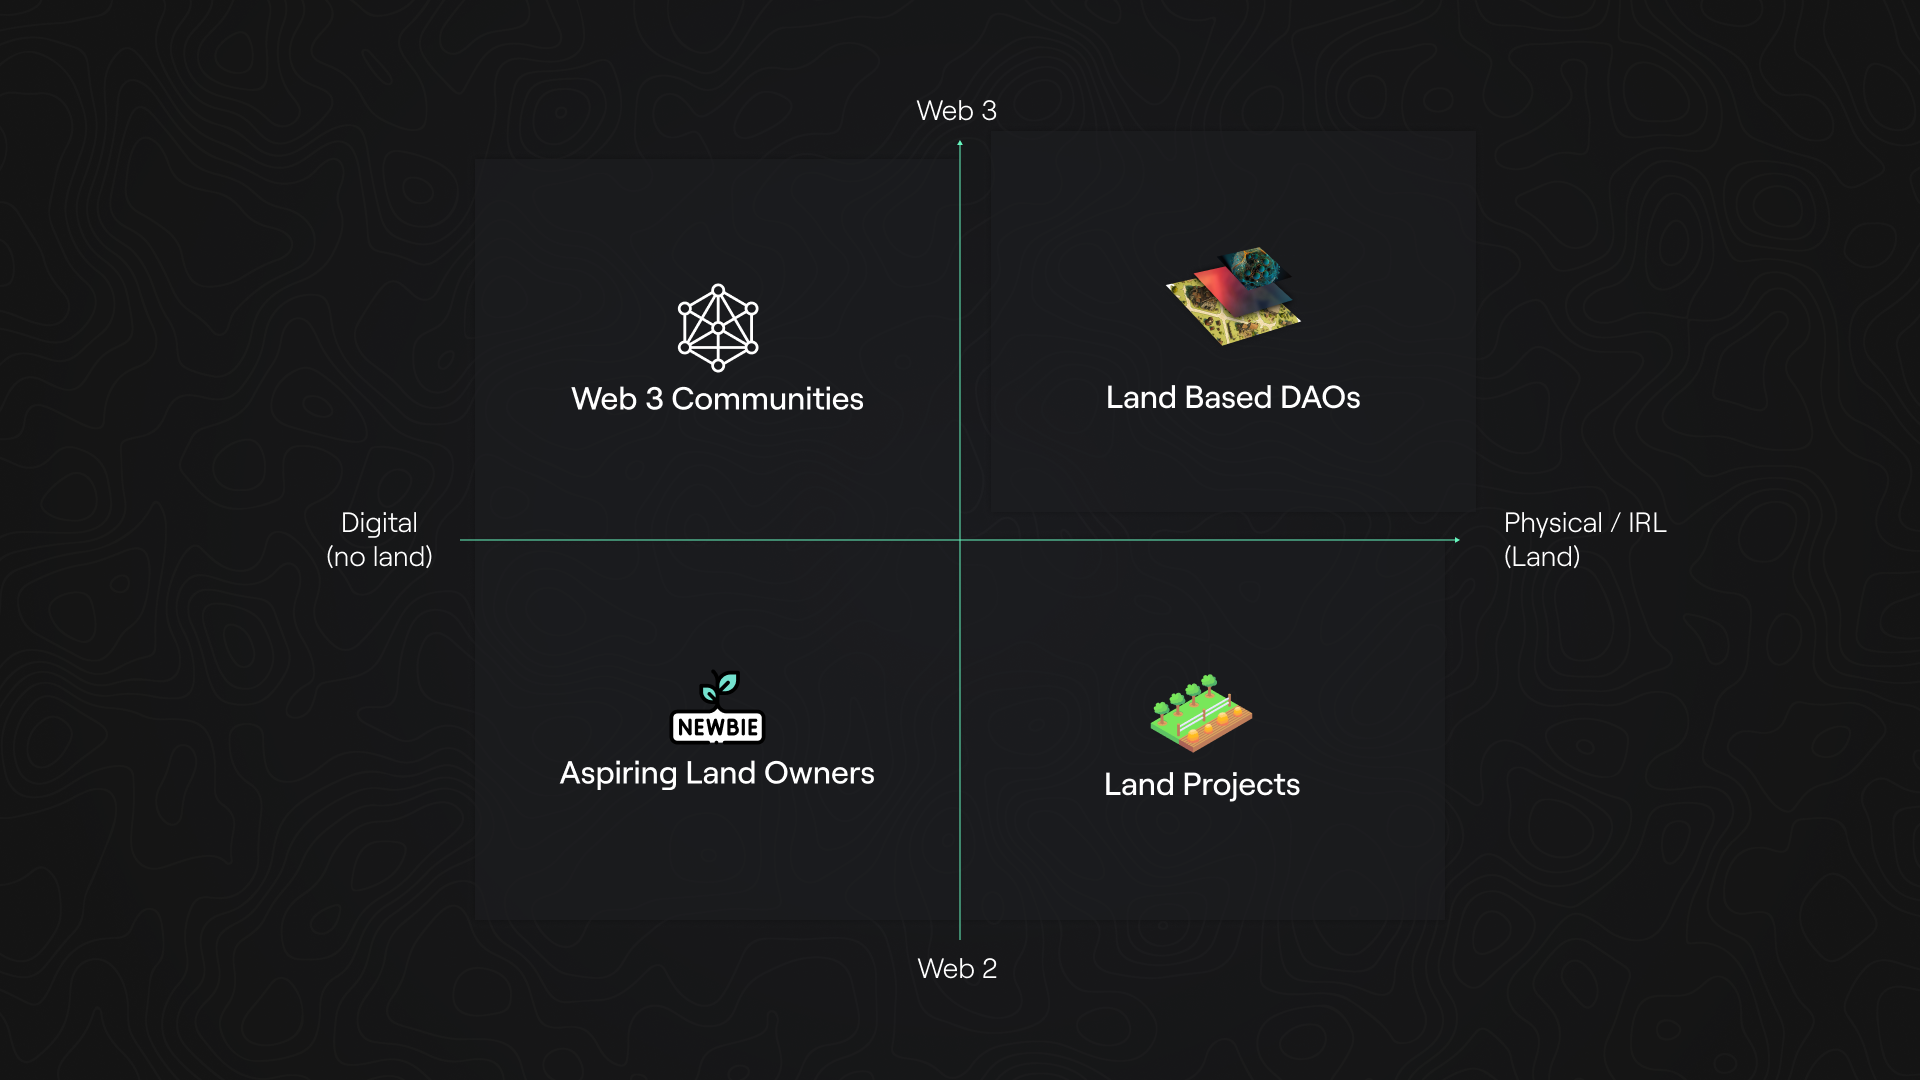 Web 3
Web 3 Communities
Land Based DAOs
Digital
(no land)
Physical / IRL
(Land)
NEWBIE
Aspiring Land Owners
Land Projects
Web 2